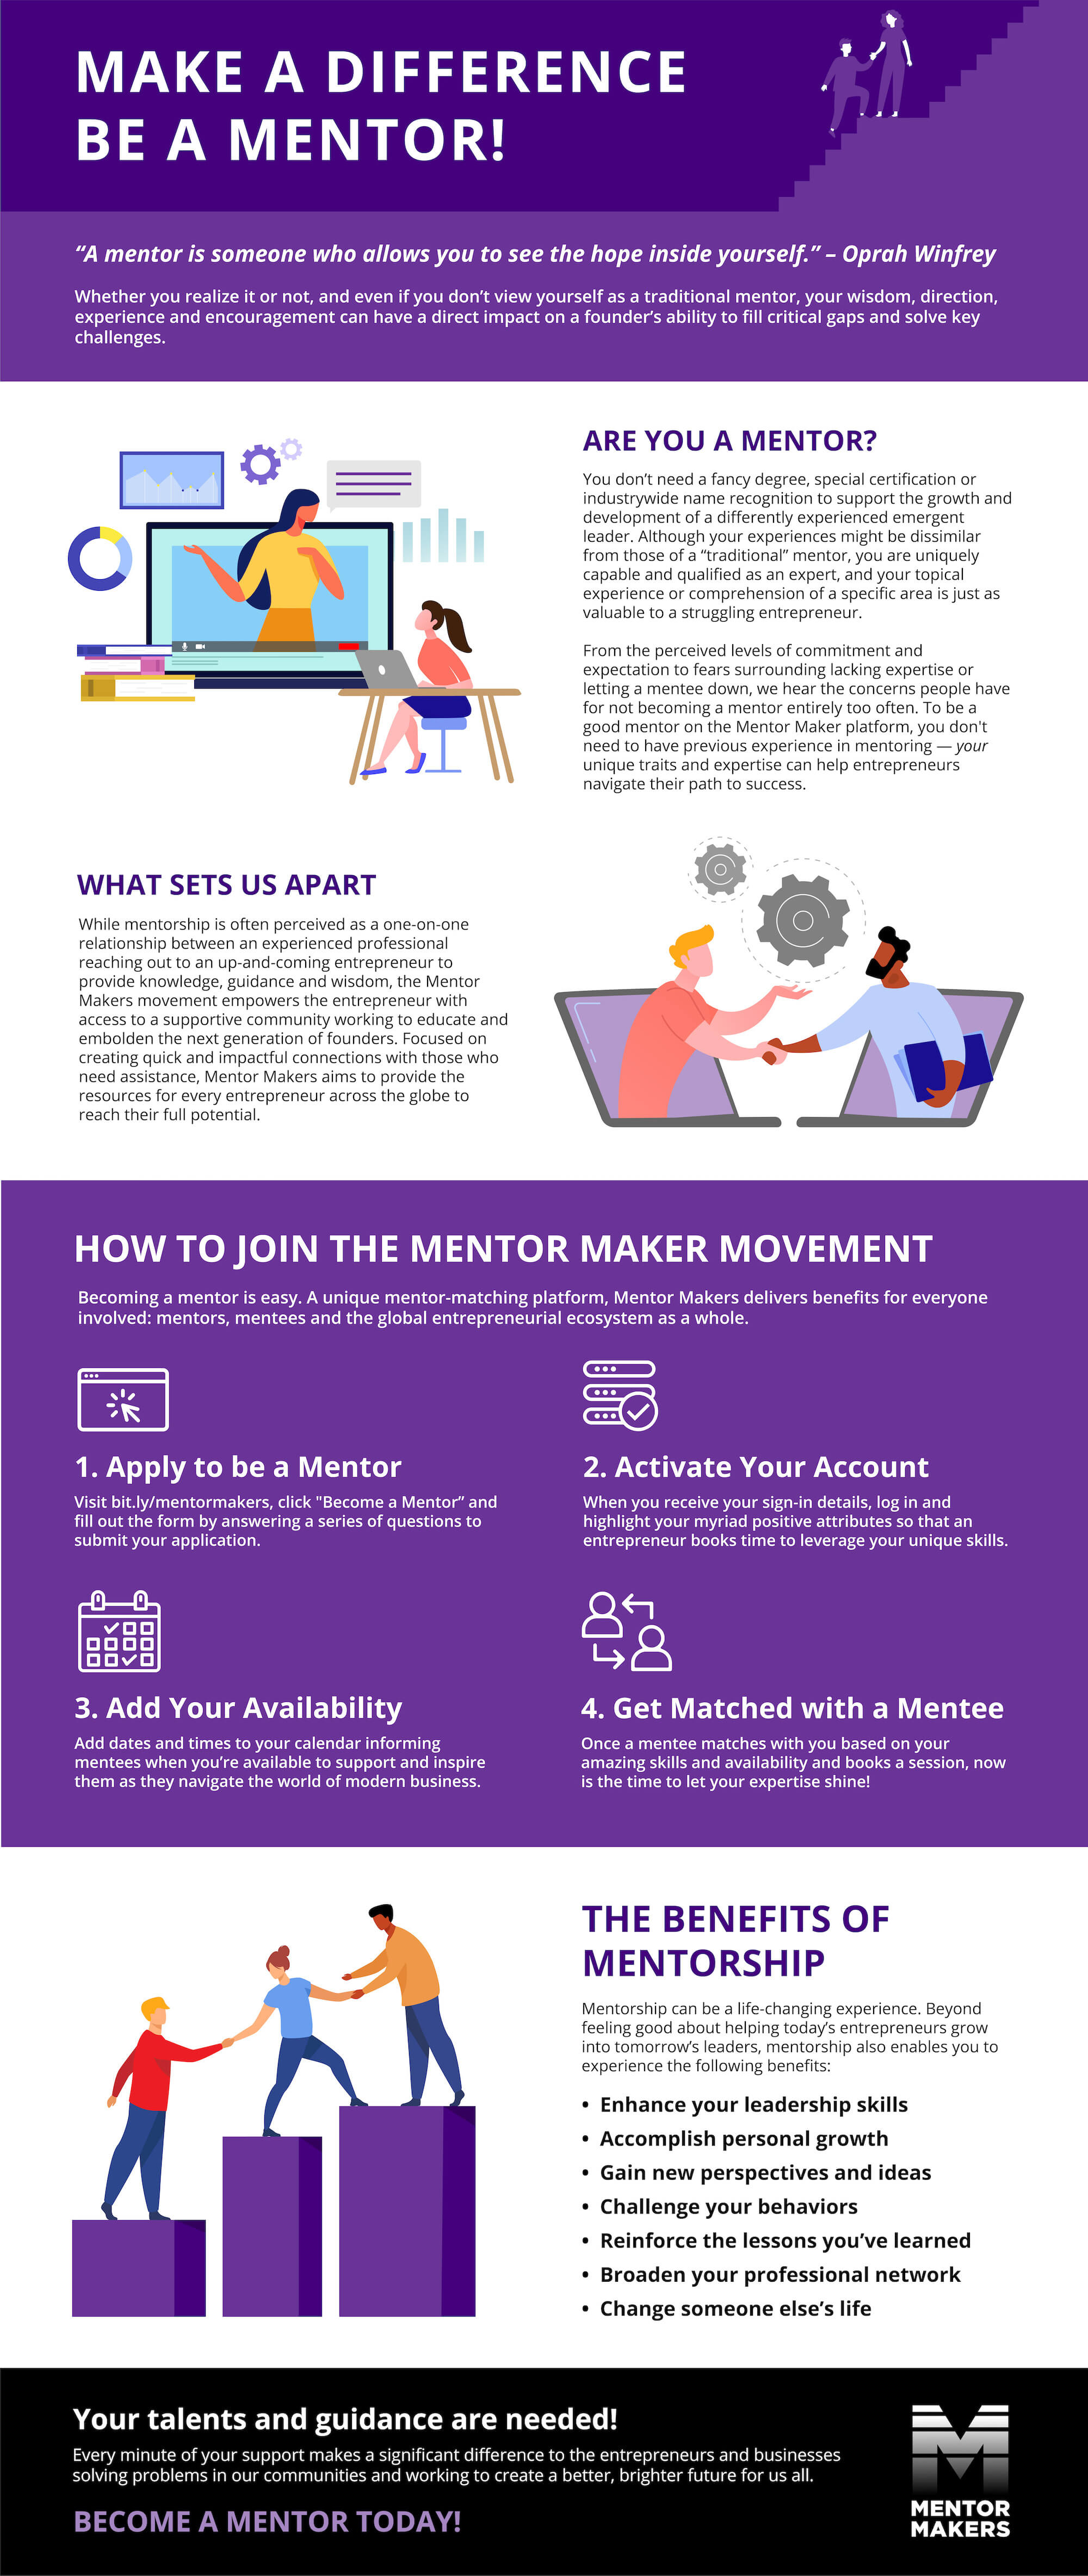 MAKE A DIFFERENCE
BE A MENTOR!
“A mentor is someone who allows you to see the hope inside yourself.” – Oprah Winfrey
Whether you realize it or not, and even if you don’t view yourself as a traditional mentor, your wisdom, direction,
experience and encouragement can have a direct impact on a founder’s ability to fill critical gaps and solve key
challenges.
ARE YOU A MENTOR?
You don’t need a fancy degree, special certification or
industrywide name recognition to support the growth and
development of a differently experienced emergent
leader. Although your experiences might be dissimilar
from those of a “traditional” mentor, you are uniquely
capable and qualified as an expert, and your topical
experience or comprehension of a specific area is just as
valuable to a struggling entrepreneur.
From the perceived levels of commitment and
expectation to fears surrounding lacking expertise or
letting a mentee down, we hear the concerns people have
for not becoming a mentor entirely too often. To be a
good mentor on the Mentor Maker platform, you don't
need to have previous experience in mentoring — your
unique traits and expertise can help entrepreneurs
navigate their path to success.
WHAT SETS US APART
While mentorship is often perceived as a one-on-one
relationship between an experienced professional
reaching out to an up-and-coming entrepreneur to
provide knowledge, guidance and wisdom, the Mentor
Makers movement empowers the entrepreneur with
access to a supportive community working to educate and
embolden the next generation of founders. Focused on
creating quick and impactful connections with those who
need assistance, Mentor Makers aims to provide the
resources for every entrepreneur across the globe to
reach their full potential.
HOW TO JOIN THE MENTOR MAKER MOVEMENT
Becoming a mentor is easy. A unique mentor-matching platform, Mentor Makers delivers benefits for everyone
involved: mentors, mentees and the global entrepreneurial ecosystem as a whole.
1. Apply to be a Mentor
Visit bit.ly/mentormakers, click "Become a Mentor” and
fill out the form by answering a series of questions to
submit your application.
2. Activate Your Account
When you receive your sign-in details, log in and
highlight your myriad positive attributes so that an
entrepreneur books time to leverage your unique skills.
3. Add Your Availability
Add dates and times to your calendar informing
mentees when you’re available to support and inspire
them as they navigate the world of modern business.
4. Get Matched with a Mentee
Once a mentee matches with you based on your
amazing skills and availability and books a session, now
is the time to let your expertise shine!
THE BENEFITS OF
MENTORSHIP
Mentorship can be a life-changing experience. Beyond
feeling good about helping today’s entrepreneurs grow
into tomorrow’s leaders, mentorship also enables you to
experience the following benefits:
• Enhance your leadership skills
• Accomplish personal growth
• Gain new perspectives and ideas
• Challenge your behaviors
• Reinforce the lessons you’ve learned
• Broaden your professional network
• Change someone else’s life
Your talents and guidance are needed!
Every minute of your support makes a significant difference to the entrepreneurs and businesses
solving problems in our communities and working to create a better, brighter future for us all.
BECOME A MENTOR TODAY!
MENTOR
MAKERS